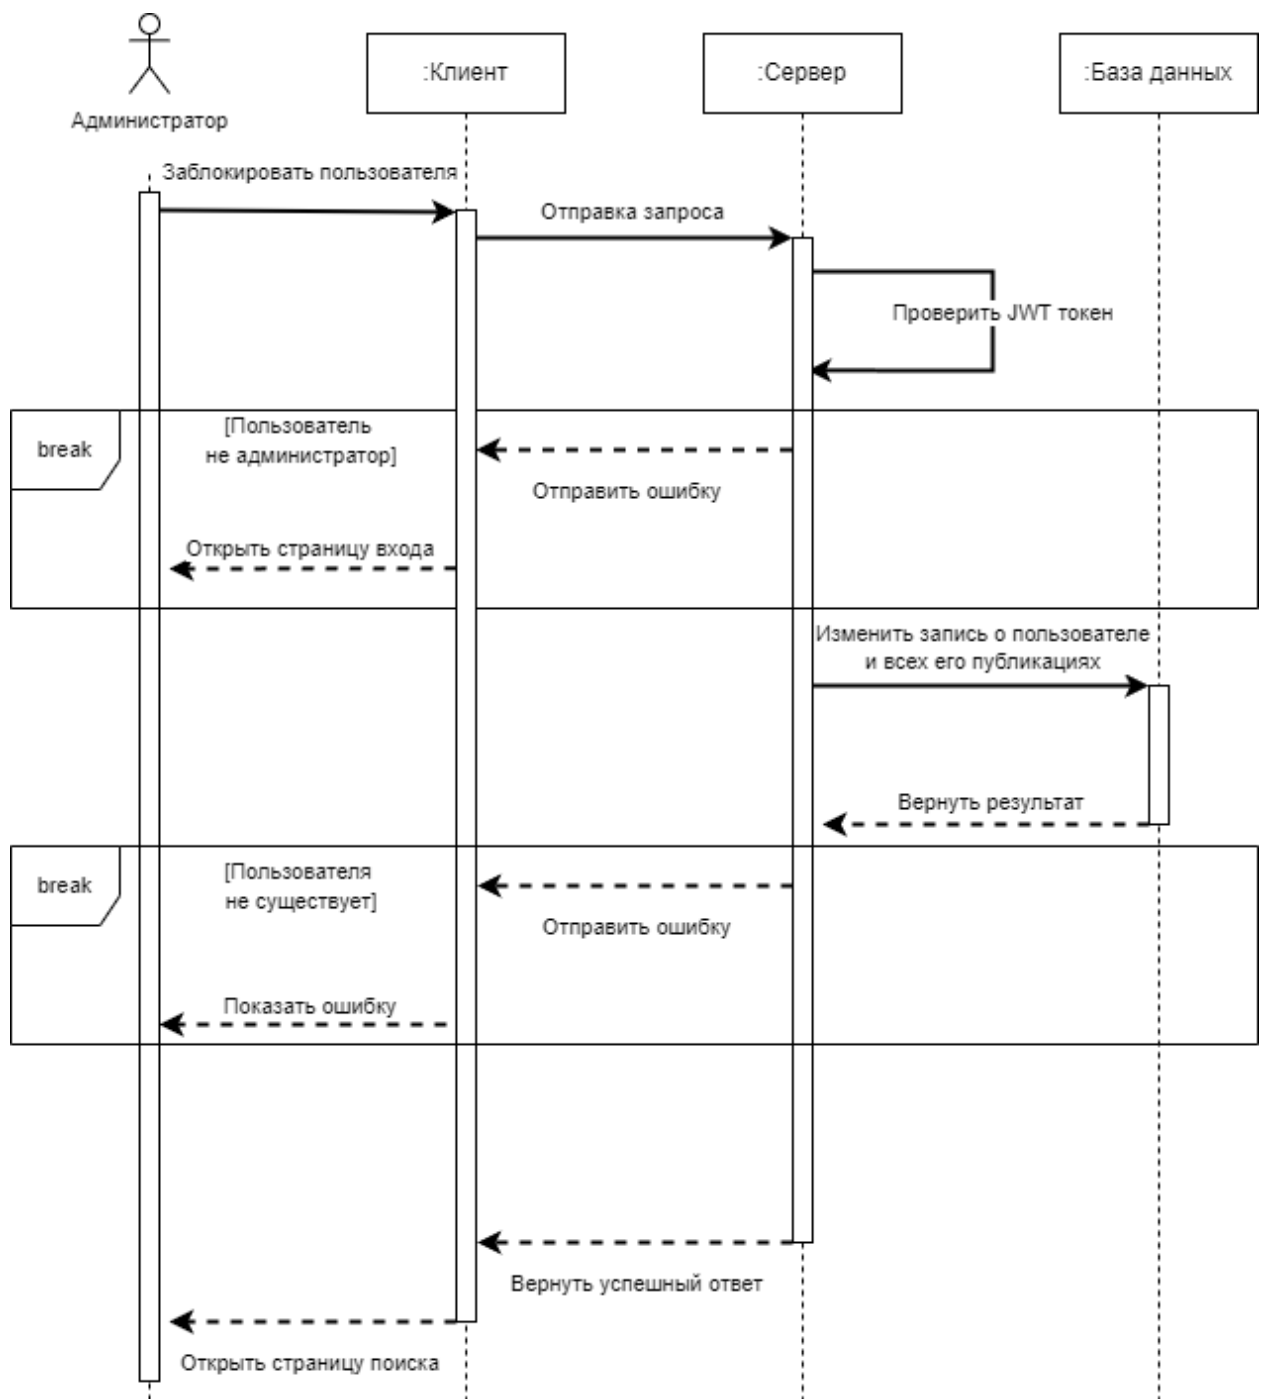 Администратор
:Клиент
:Сервер
:База данных
Заблокировать пользователя
Отправка запроса
Проверить JWT токен
break
[Пользователь
не администратор]
Отправить ошибку
Открыть страницу входа
Изменить запись о пользователе
и всех его публикациях
Вернуть результат
break
[Пользователя
не существует]
Отправить ошибку
Показать ошибку
Вернуть успешный ответ
Открыть страницу поиска